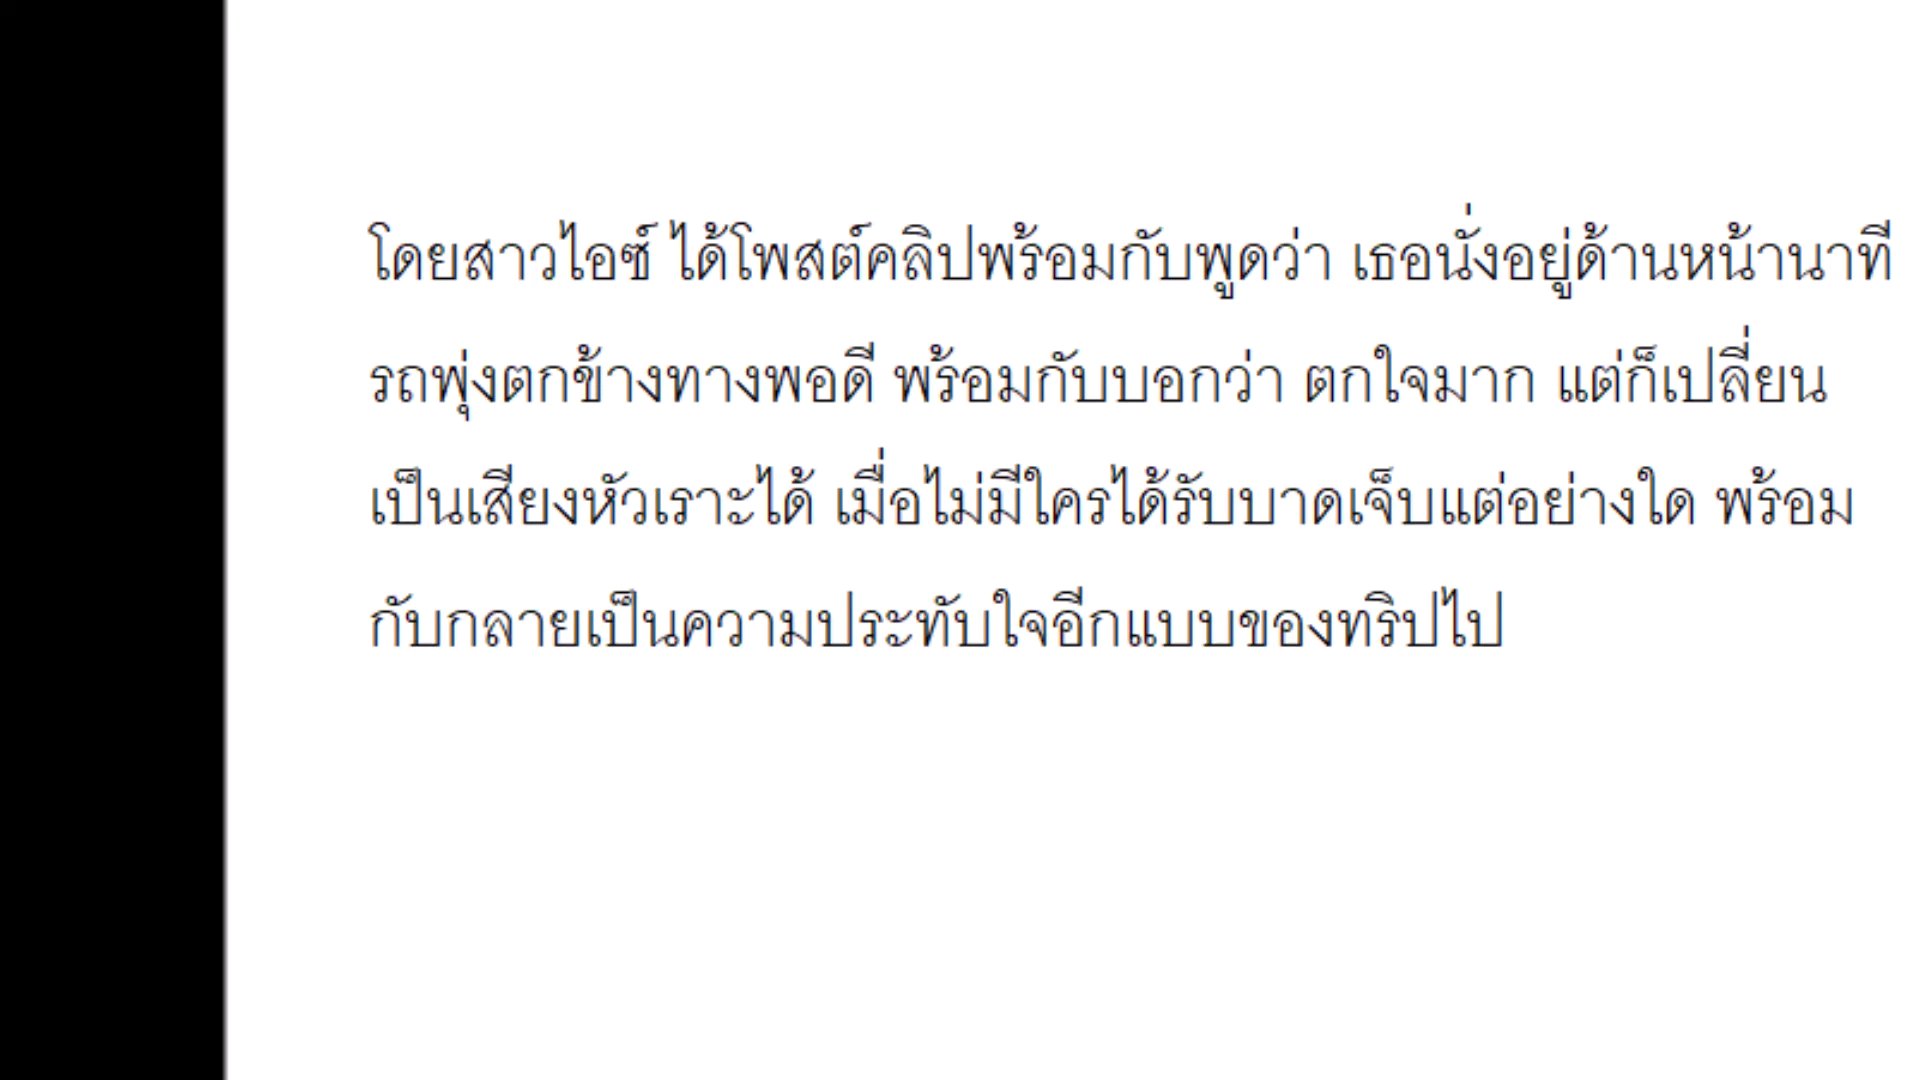 โดยสาวไอซ์ ได้โพสต์คลิปพร้อมกับพูดว่า เธอนั่งอยู่ด้านหน้านาที
รถพุ่งตกข้างทางพอดี พร้อมกับบอกว่า ตกใจมาก แต่ก็เปลี่ยน
เป็นเสียงหัวเราะได้ เมื่อไม่มีใครได้รับบาดเจ็บแต่อย่างใด พร้อม
กับกลายเป็นความประทับใจอีกแบบของทริปไป